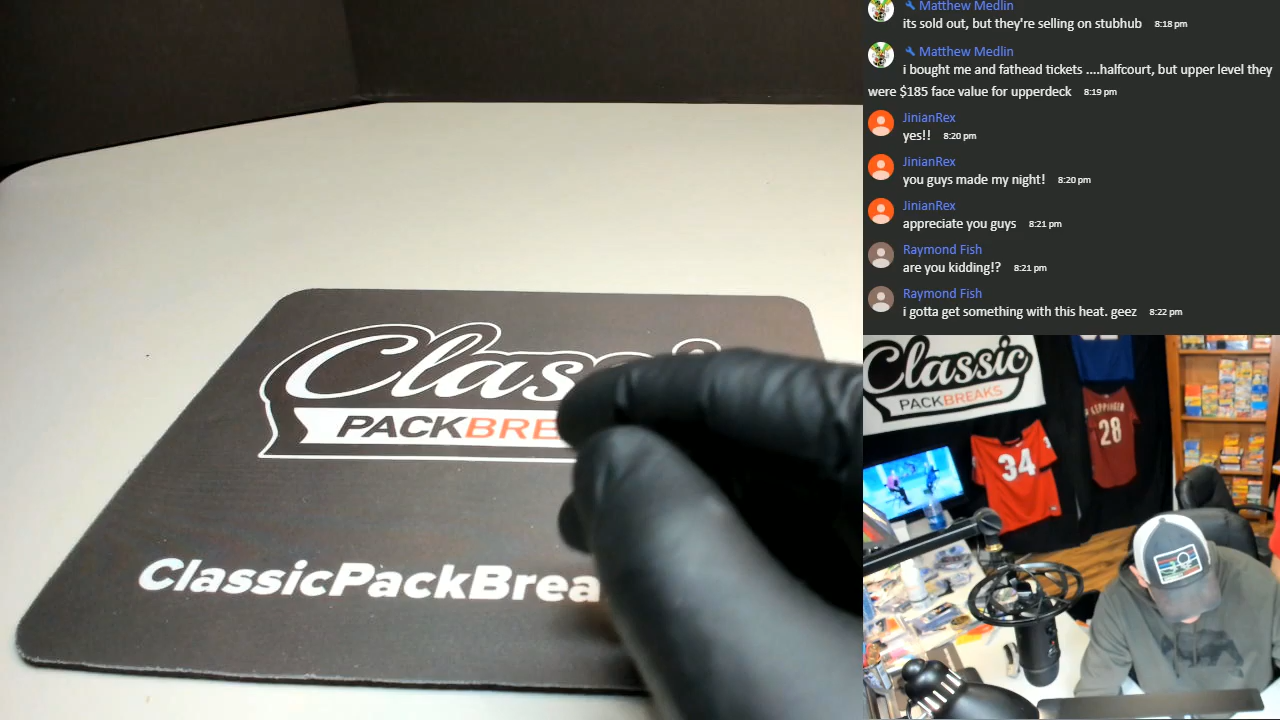 Matthew Medlin
its sold out, but they're selling on stubhub 8:18 pm
Matthew Medlin
i bought me and fathead tickets ....halfcourt, but upper level they
were $185 face value for upperdeck 8:19 pm
JinianRex
yes!! 8:20 pm
JinianRex
you guys made my night! 8:20 pm
JinianRex
appreciate you guys 8:21 pm
Raymond Fish
are you kidding!? 8:21 pm
Raymond Fish
i gotta get something with this heat. geez 8:22 pm
PACKBRE
ClassicPackBrea
Classic
PACKBREAKS
34
28